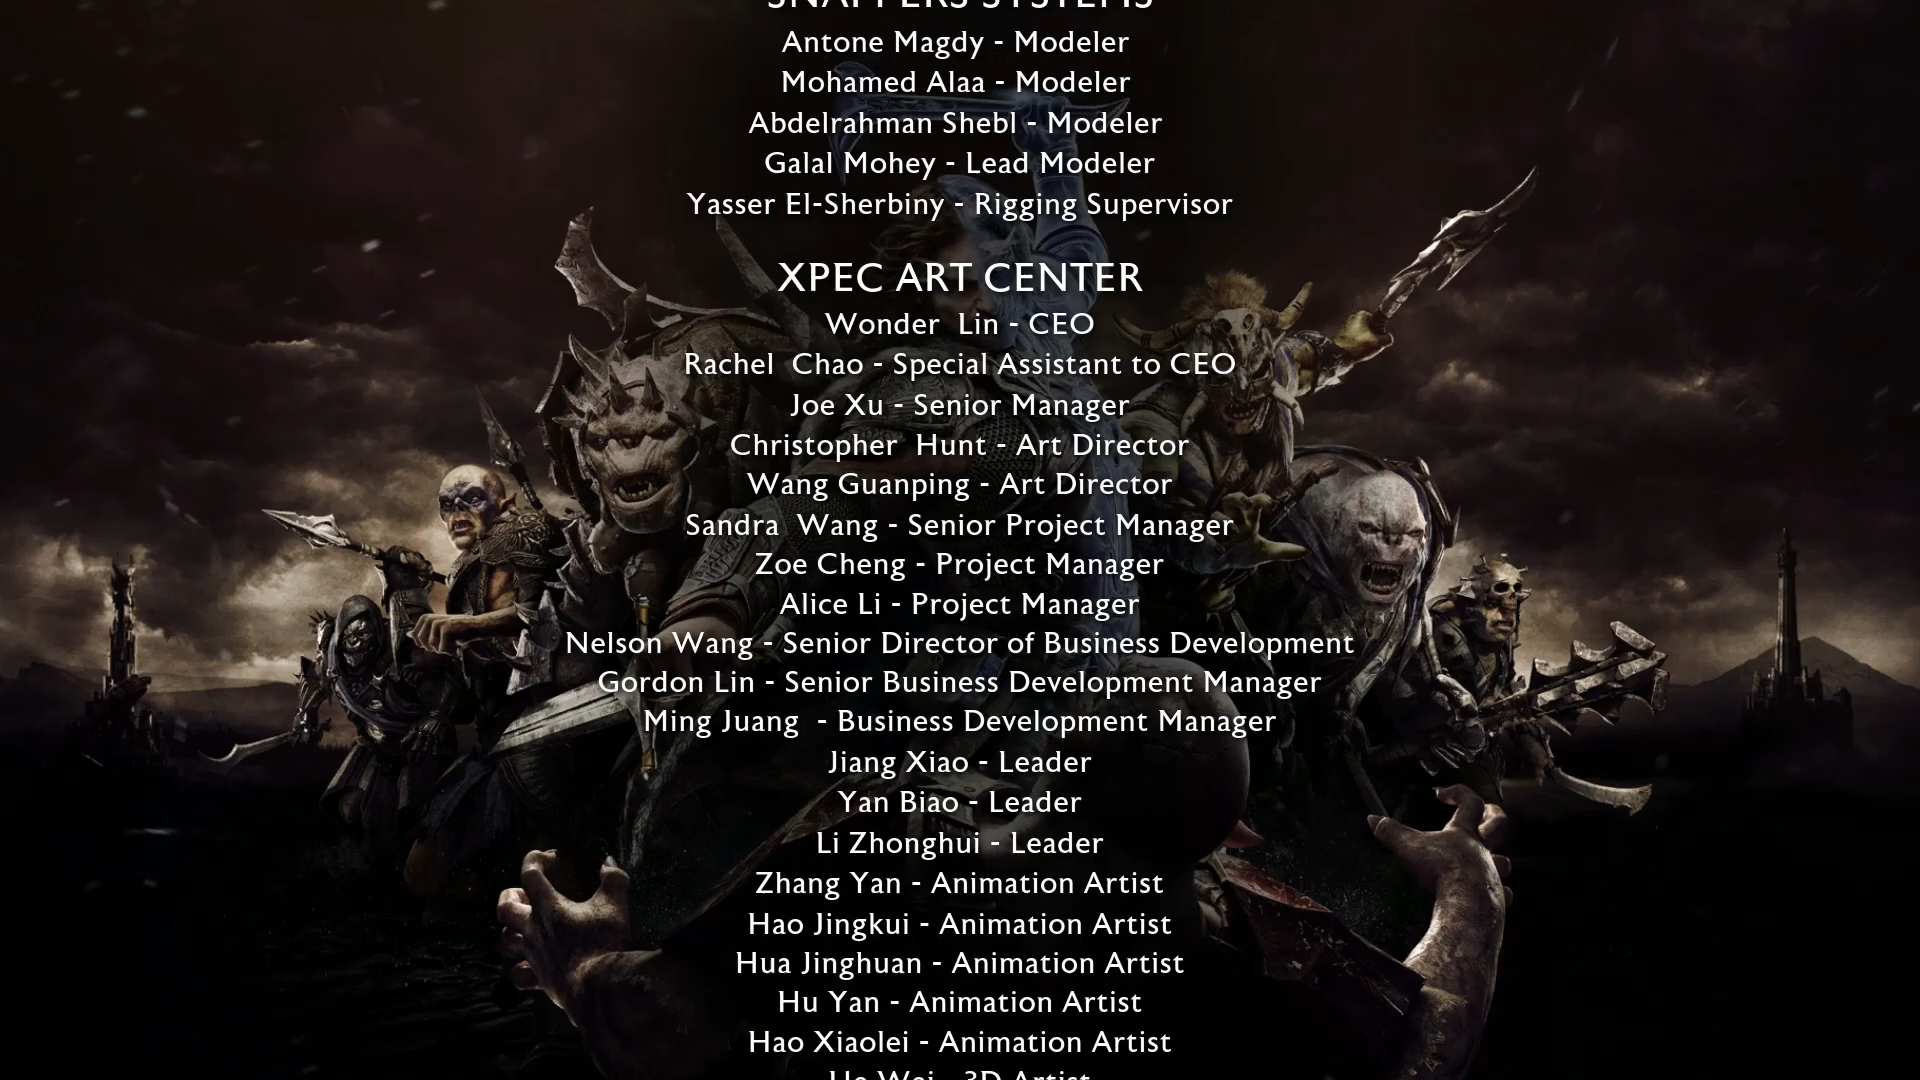 SNAPPERS SYSTEMS
Antone Magdy - Modeler
Mohamed Alaa - Modeler
Abdelrahman Shebl - Modeler
Galal Mohey - Lead Modeler
Yasser El-Sherbiny - Rigging Supervisor
XPEC ART CENTER
Wonder  Lin - CEO
Rachel  Chao - Special Assistant to CEO
Joe Xu - Senior Manager
Christopher  Hunt - Art Director
Wang Guanping - Art Director
Sandra  Wang - Senior Project Manager
Zoe Cheng - Project Manager
Alice Li - Project Manager
Nelson Wang - Senior Director of Business Development
Gordon Lin - Senior Business Development Manager
Ming Juang  - Business Development Manager
Jiang Xiao - Leader
Yan Biao - Leader
Li Zhonghui - Leader
Zhang Yan - Animation Artist
Hao Jingkui - Animation Artist
Hua Jinghuan - Animation Artist
Hu Yan - Animation Artist
Hao Xiaolei - Animation Artist
- 3D Artist